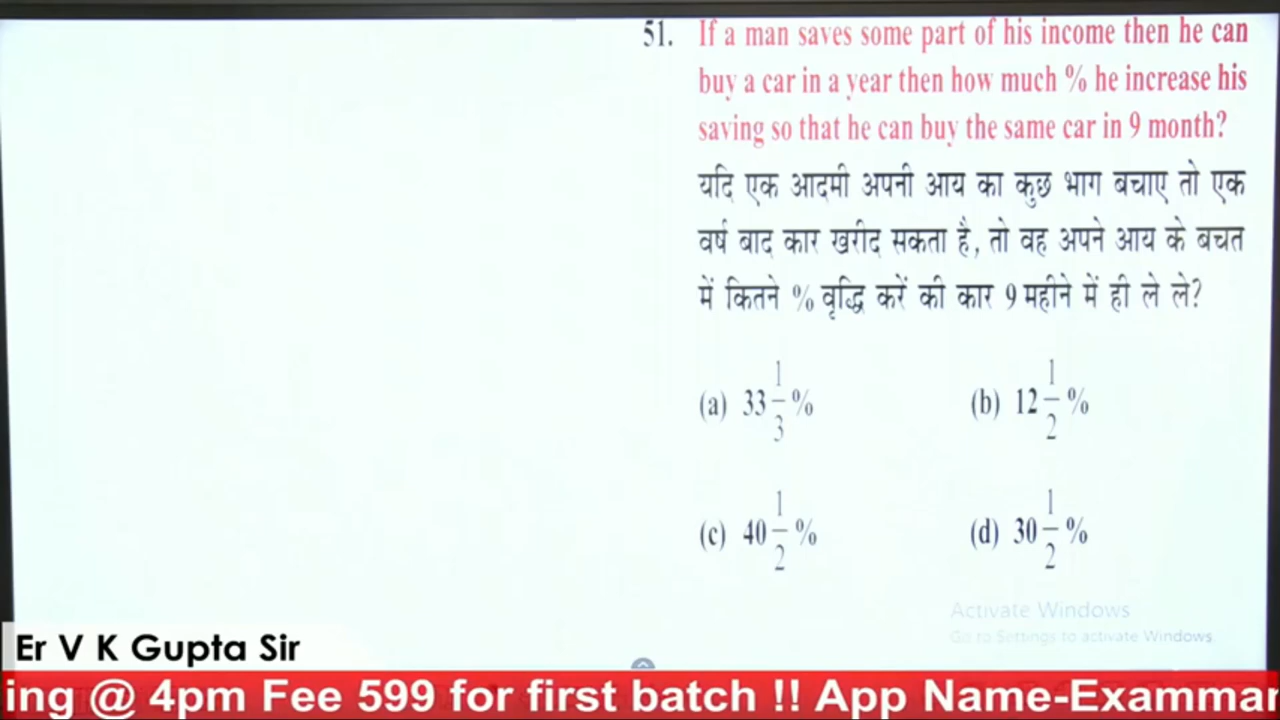 51. If a man saves some part of his income then he can
buy a car in a year then how much % he increase his
saving so that he can buy the same car in 9 month?
यदि एक आदमी अपनी आय का कुछ भाग बचाए तो एक
वर्ष बाद कार खरीद सकता है, तो वह अपने आय के बचत
में कितने % वृद्धि करें की कार 9 महीने में ही ले ले?
(a) 33 1/3 % (b) 12 1/2 %
(c) 40 1/2 % (d) 30 1/2 %
Activate Windows
Go to Settings to activate Windows.
Er V K Gupta Sir
ing @ 4pm Fee 599 for first batch !! App Name-Exammar